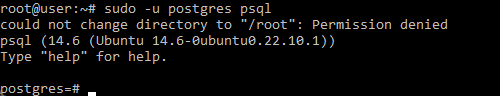 root@user:~# sudo -u postgres psql
could not change directory to "/root": Permission denied
psql (14.6 (Ubuntu 14.6-0ubuntu0.22.10.1))
Type "help" for help.
postgres=#